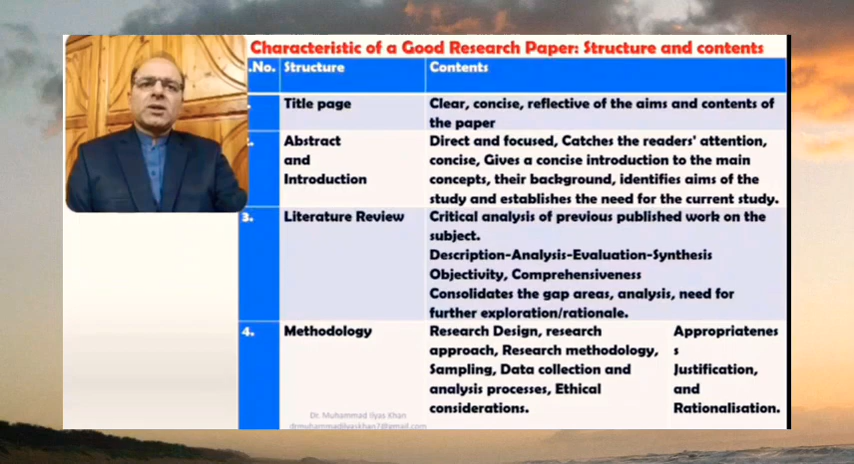 Characteristic of a Good Research Paper: Structure and contents
.No. Structure Contents
Title page Clear, concise, reflective of the aims and contents of
the paper
2. Abstract Direct and focused, Catches the readers' attention,
and concise, Gives a concise introduction to the main
Introduction concepts, their background, identifies aims of the
study and establishes the need for the current study.
3. Literature Review Critical analysis of previous published work on the
subject.
Description-Analysis-Evaluation-Synthesis
Objectivity, Comprehensiveness
Consolidates the gap areas, analysis, need for
further exploration/rationale.
4. Methodology Research Design, research Appropriatenes
approach, Research methodology, s
Sampling, Data collection and Justification,
analysis processes, Ethical and
considerations. Rationalisation.
Dr. Muhammad Ilyas Khan
drmuhammadilyaskhan7@gmail.com